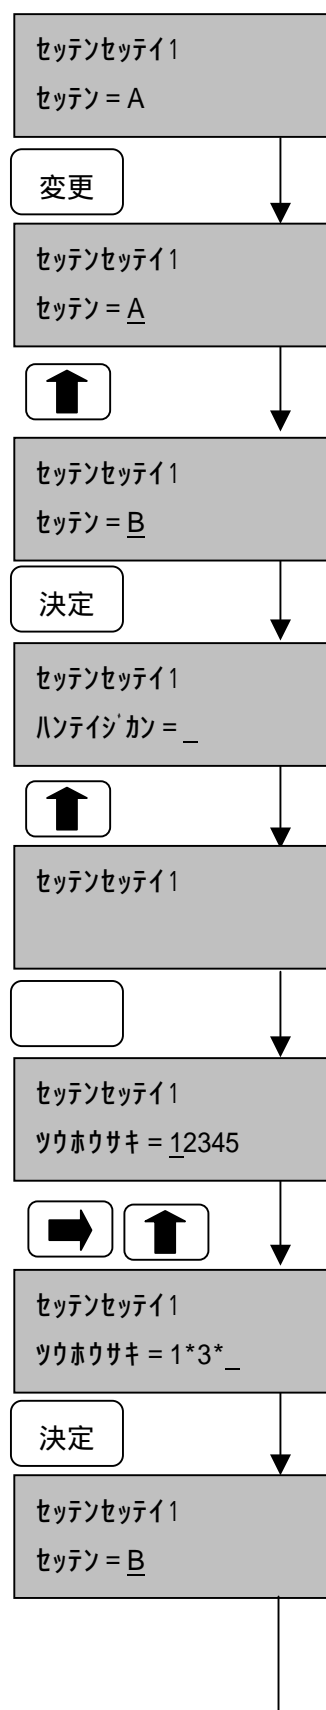 ｾｯﾃﾝｾｯﾃｲ1
ｾｯﾃﾝ = A
変更
ｾｯﾃﾝｾｯﾃｲ1
ｾｯﾃﾝ = A
ｾｯﾃﾝｾｯﾃｲ1
ｾｯﾃﾝ = B
決定
ｾｯﾃﾝｾｯﾃｲ1
ﾊﾝﾃｲｼﾞｶﾝ = _
ｾｯﾃﾝｾｯﾃｲ1
ｾｯﾃﾝｾｯﾃｲ1
ﾂｳﾎｳｻｷ = 12345
ｾｯﾃﾝｾｯﾃｲ1
ﾂｳﾎｳｻｷ = 1*3*_
決定
ｾｯﾃﾝｾｯﾃｲ1
ｾｯﾃﾝ = B